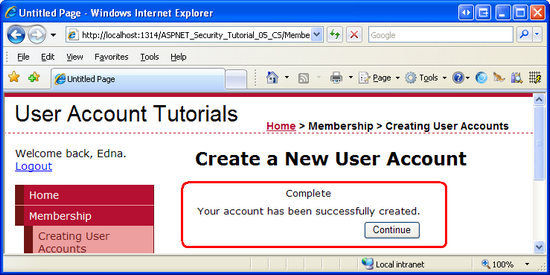 Untitled Page - Windows Internet Explorer
http://localhost:1314/ASPNET_Security_Tutorial_05_CS/Membe
Google
File Edit View Favorites Tools Help
Untitled Page
Page Tools
User Account Tutorials
Home > Membership > Creating User Accounts
Welcome back, Edna.
Logout
Create a New User Account
Home
Membership
Creating User
Accounts
Complete
Your account has been successfully created.
Continue
Local intranet
100%